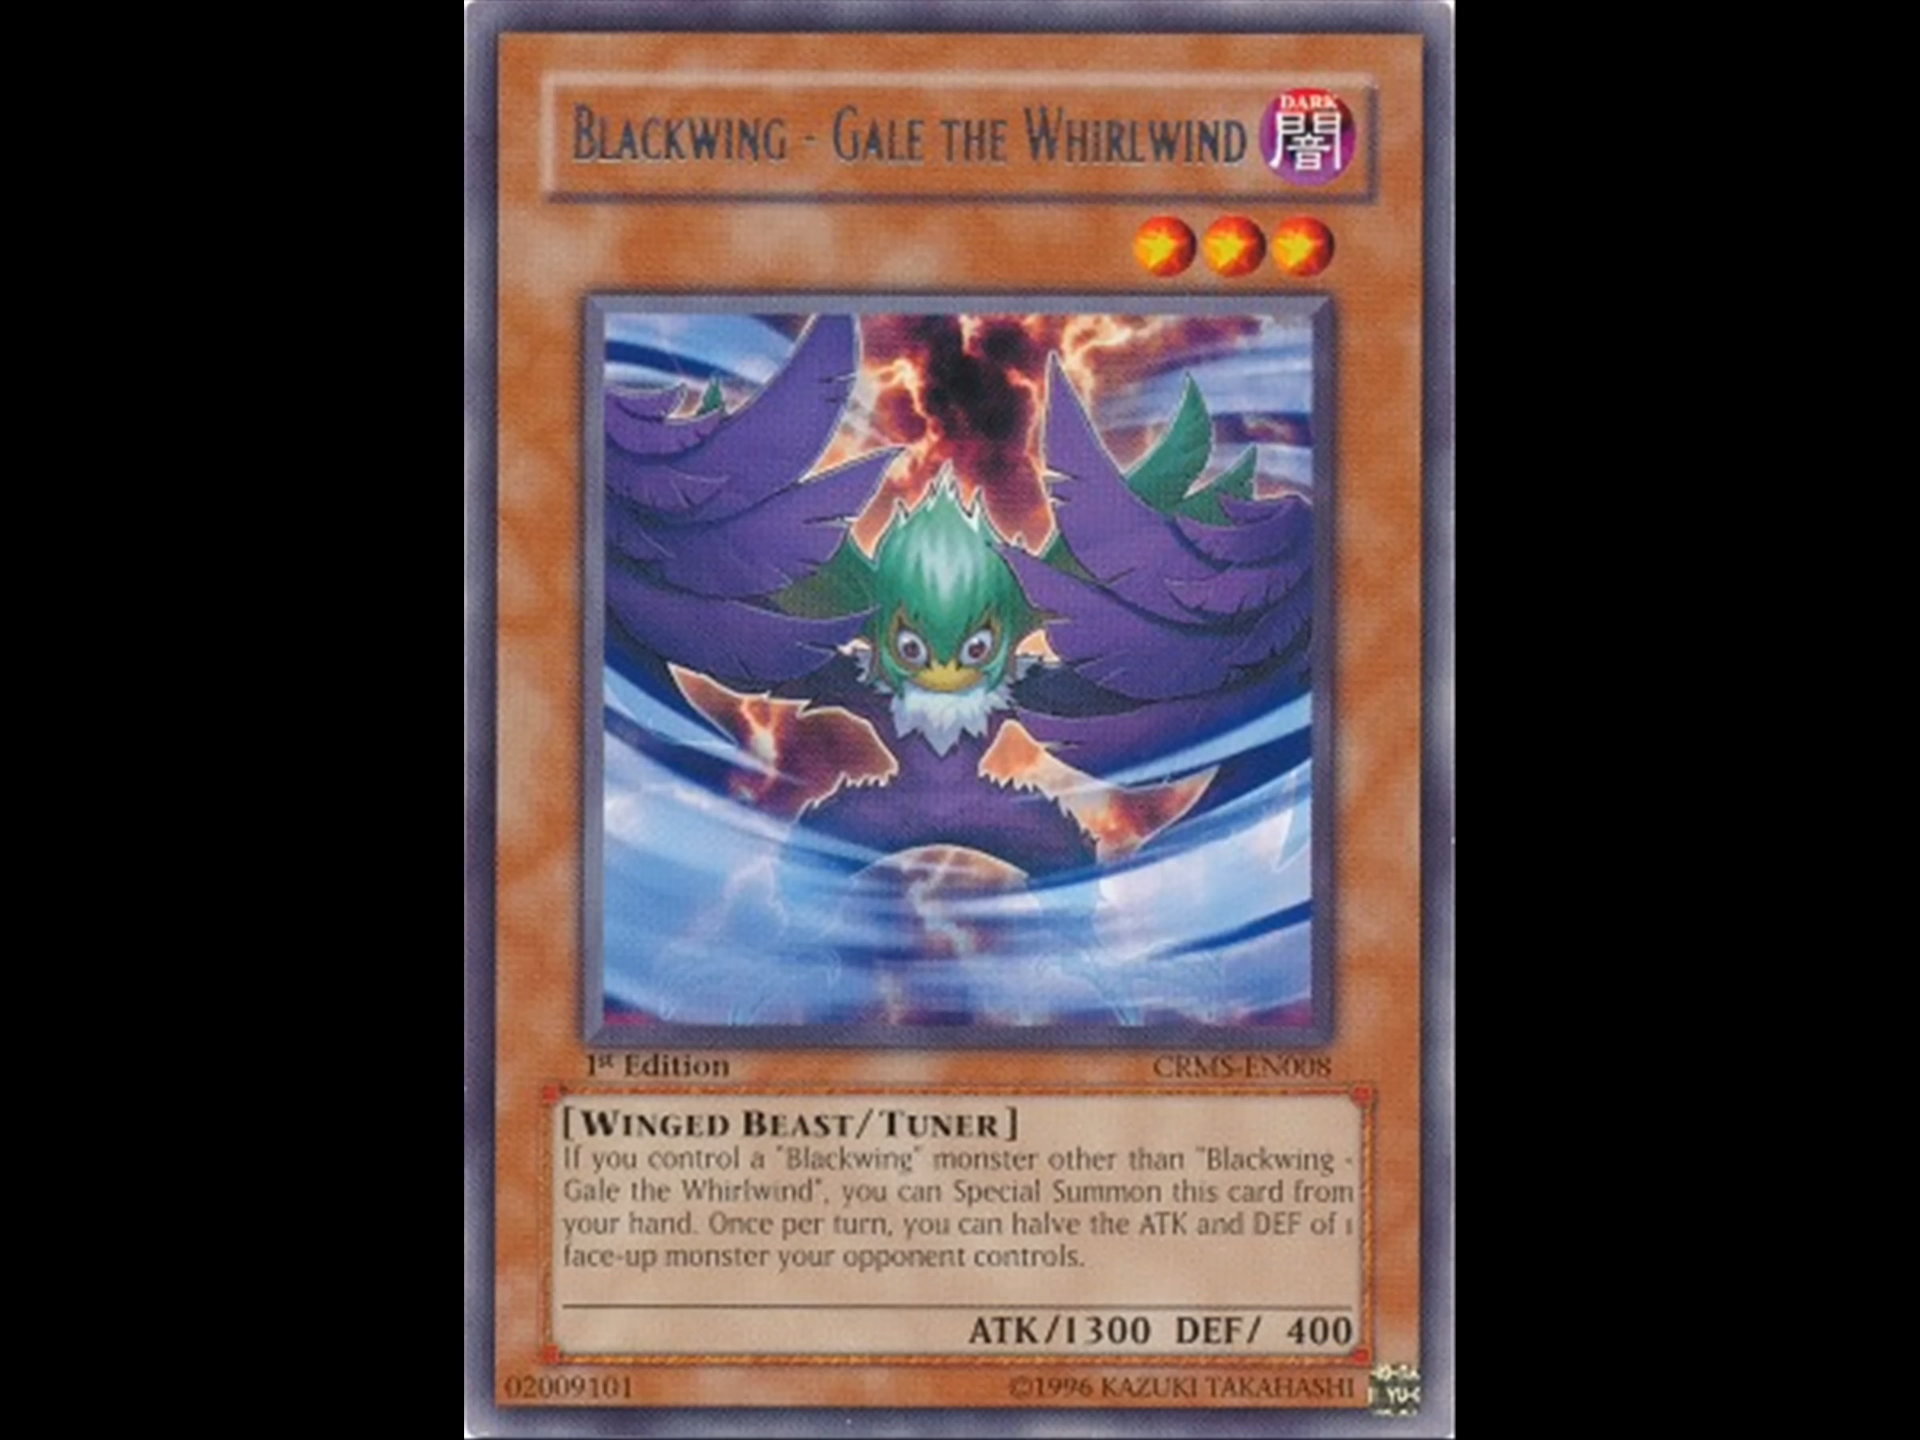 BLACKWING - GALE THE WHIRLWIND
DARK
闇
1st Edition
CRMS-EN008
[WINGED BEAST/TUNER]
If you control a "Blackwing" monster other than "Blackwing -
Gale the Whirlwind", you can Special Summon this card from
your hand. Once per turn, you can halve the ATK and DEF of 1
face-up monster your opponent controls.
ATK/1300 DEF/ 400
02009101
©1996 KAZUKI TAKAHASHI